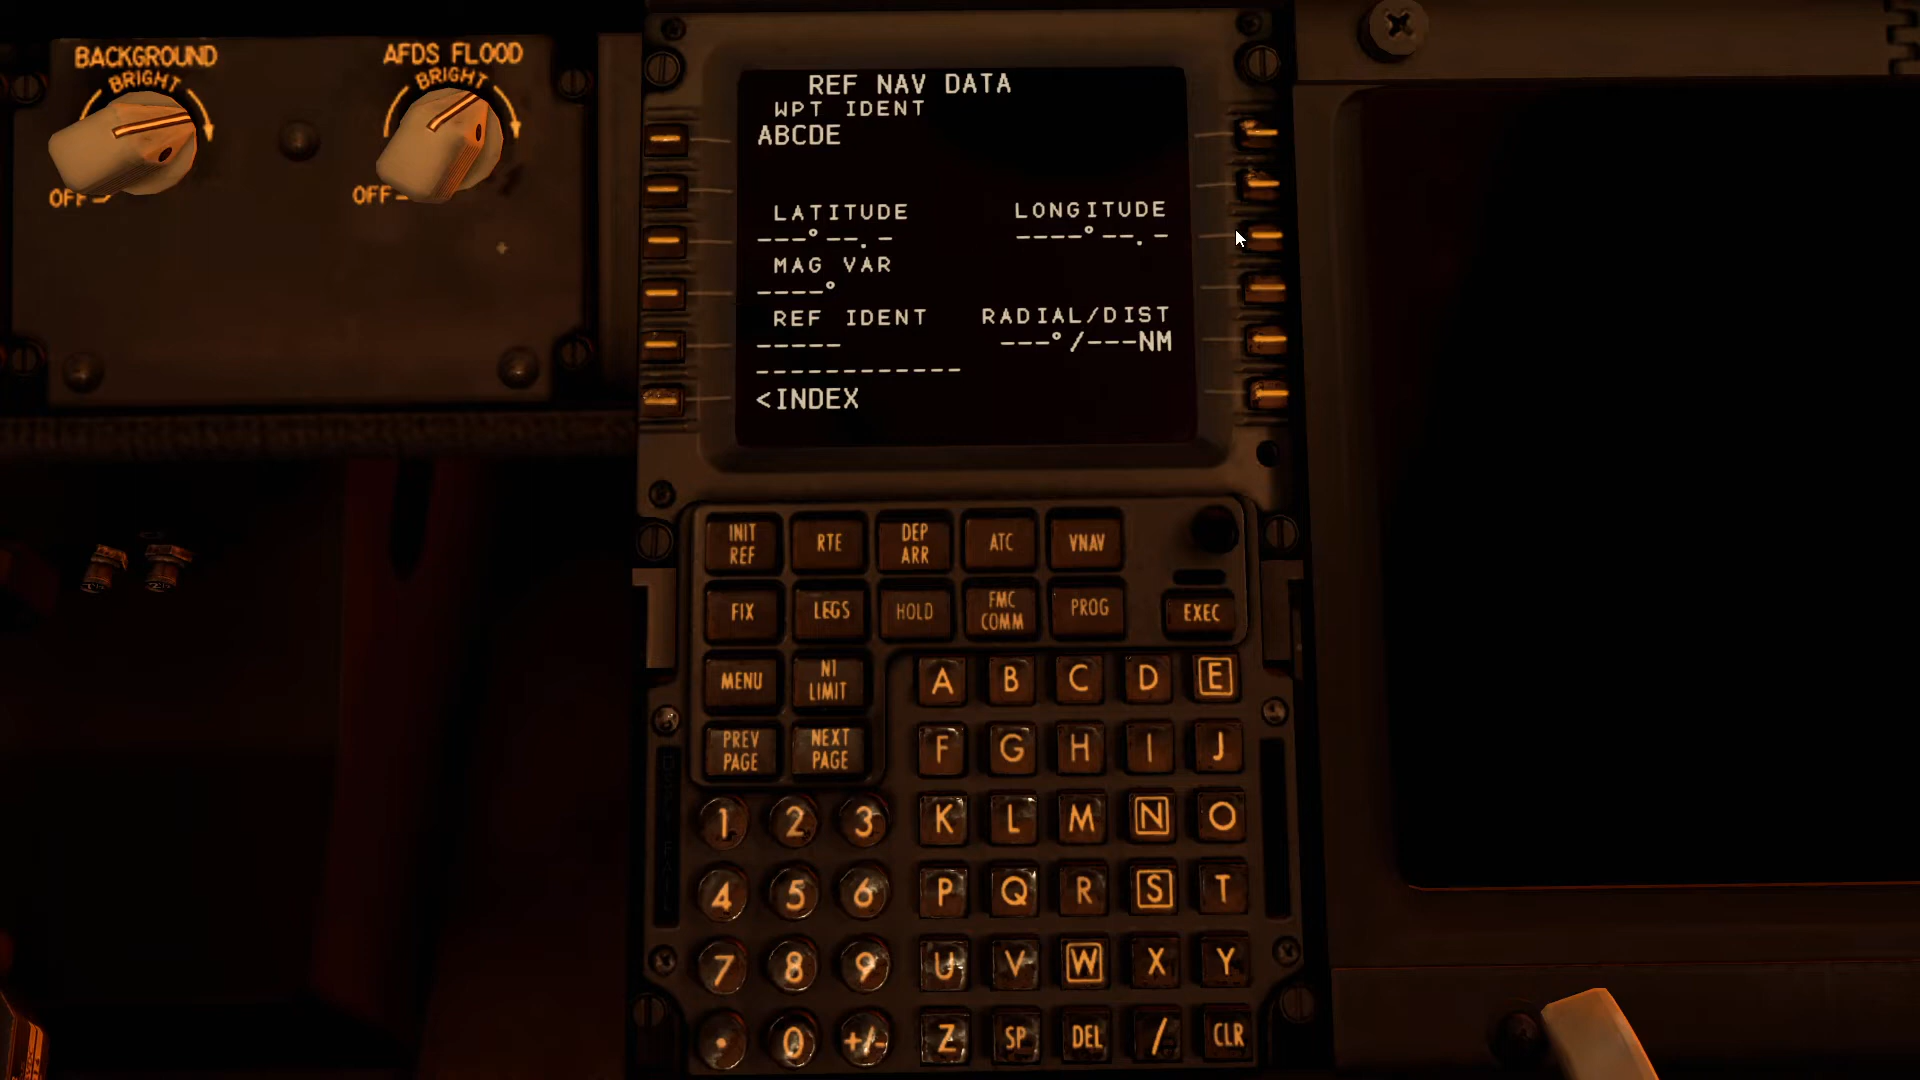 BACKGROUND
BRIGHT
OFF
AFDS FLOOD
BRIGHT
OFF
REF NAV DATA
WPT IDENT
ABCDE
LATITUDE LONGITUDE
---°--.- ----°--.-
MAG VAR
----°
REF IDENT RADIAL/DIST
----- ---°/---NM
------------
<INDEX
INIT REF RTE DEP ARR ATC VNAV
FIX LEGS HOLD FMC COMM PROG EXEC
MENU N1 LIMIT A B C D E
PREV PAGE NEXT PAGE F G H I J
1 2 3 K L M N O
4 5 6 P Q R S T
7 8 9 U V W X Y
. 0 +/- Z SP DEL / CLR